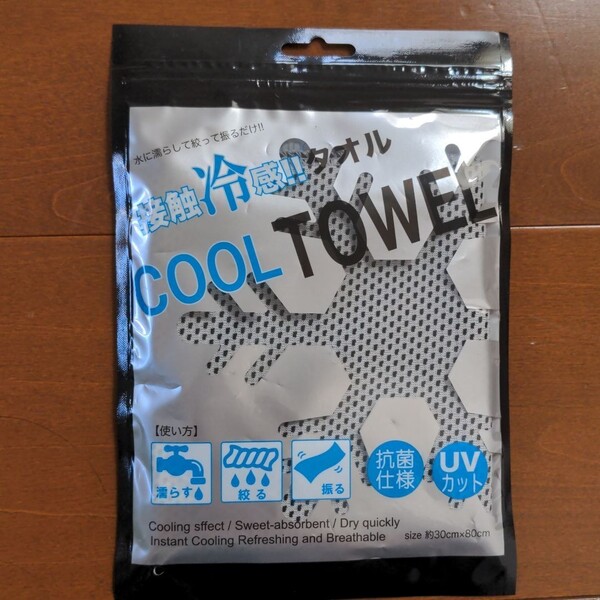 水に濡らして絞って振るだけ!!
接触冷感!!タオル
COOL TOWEL
【使い方】
濡らす
絞る
振る
抗菌
仕様
UV
カット
Cooling sffect / Sweet-absorbent / Dry quickly
Instant Cooling Refreshing and Breathable
size 約30cm×80cm